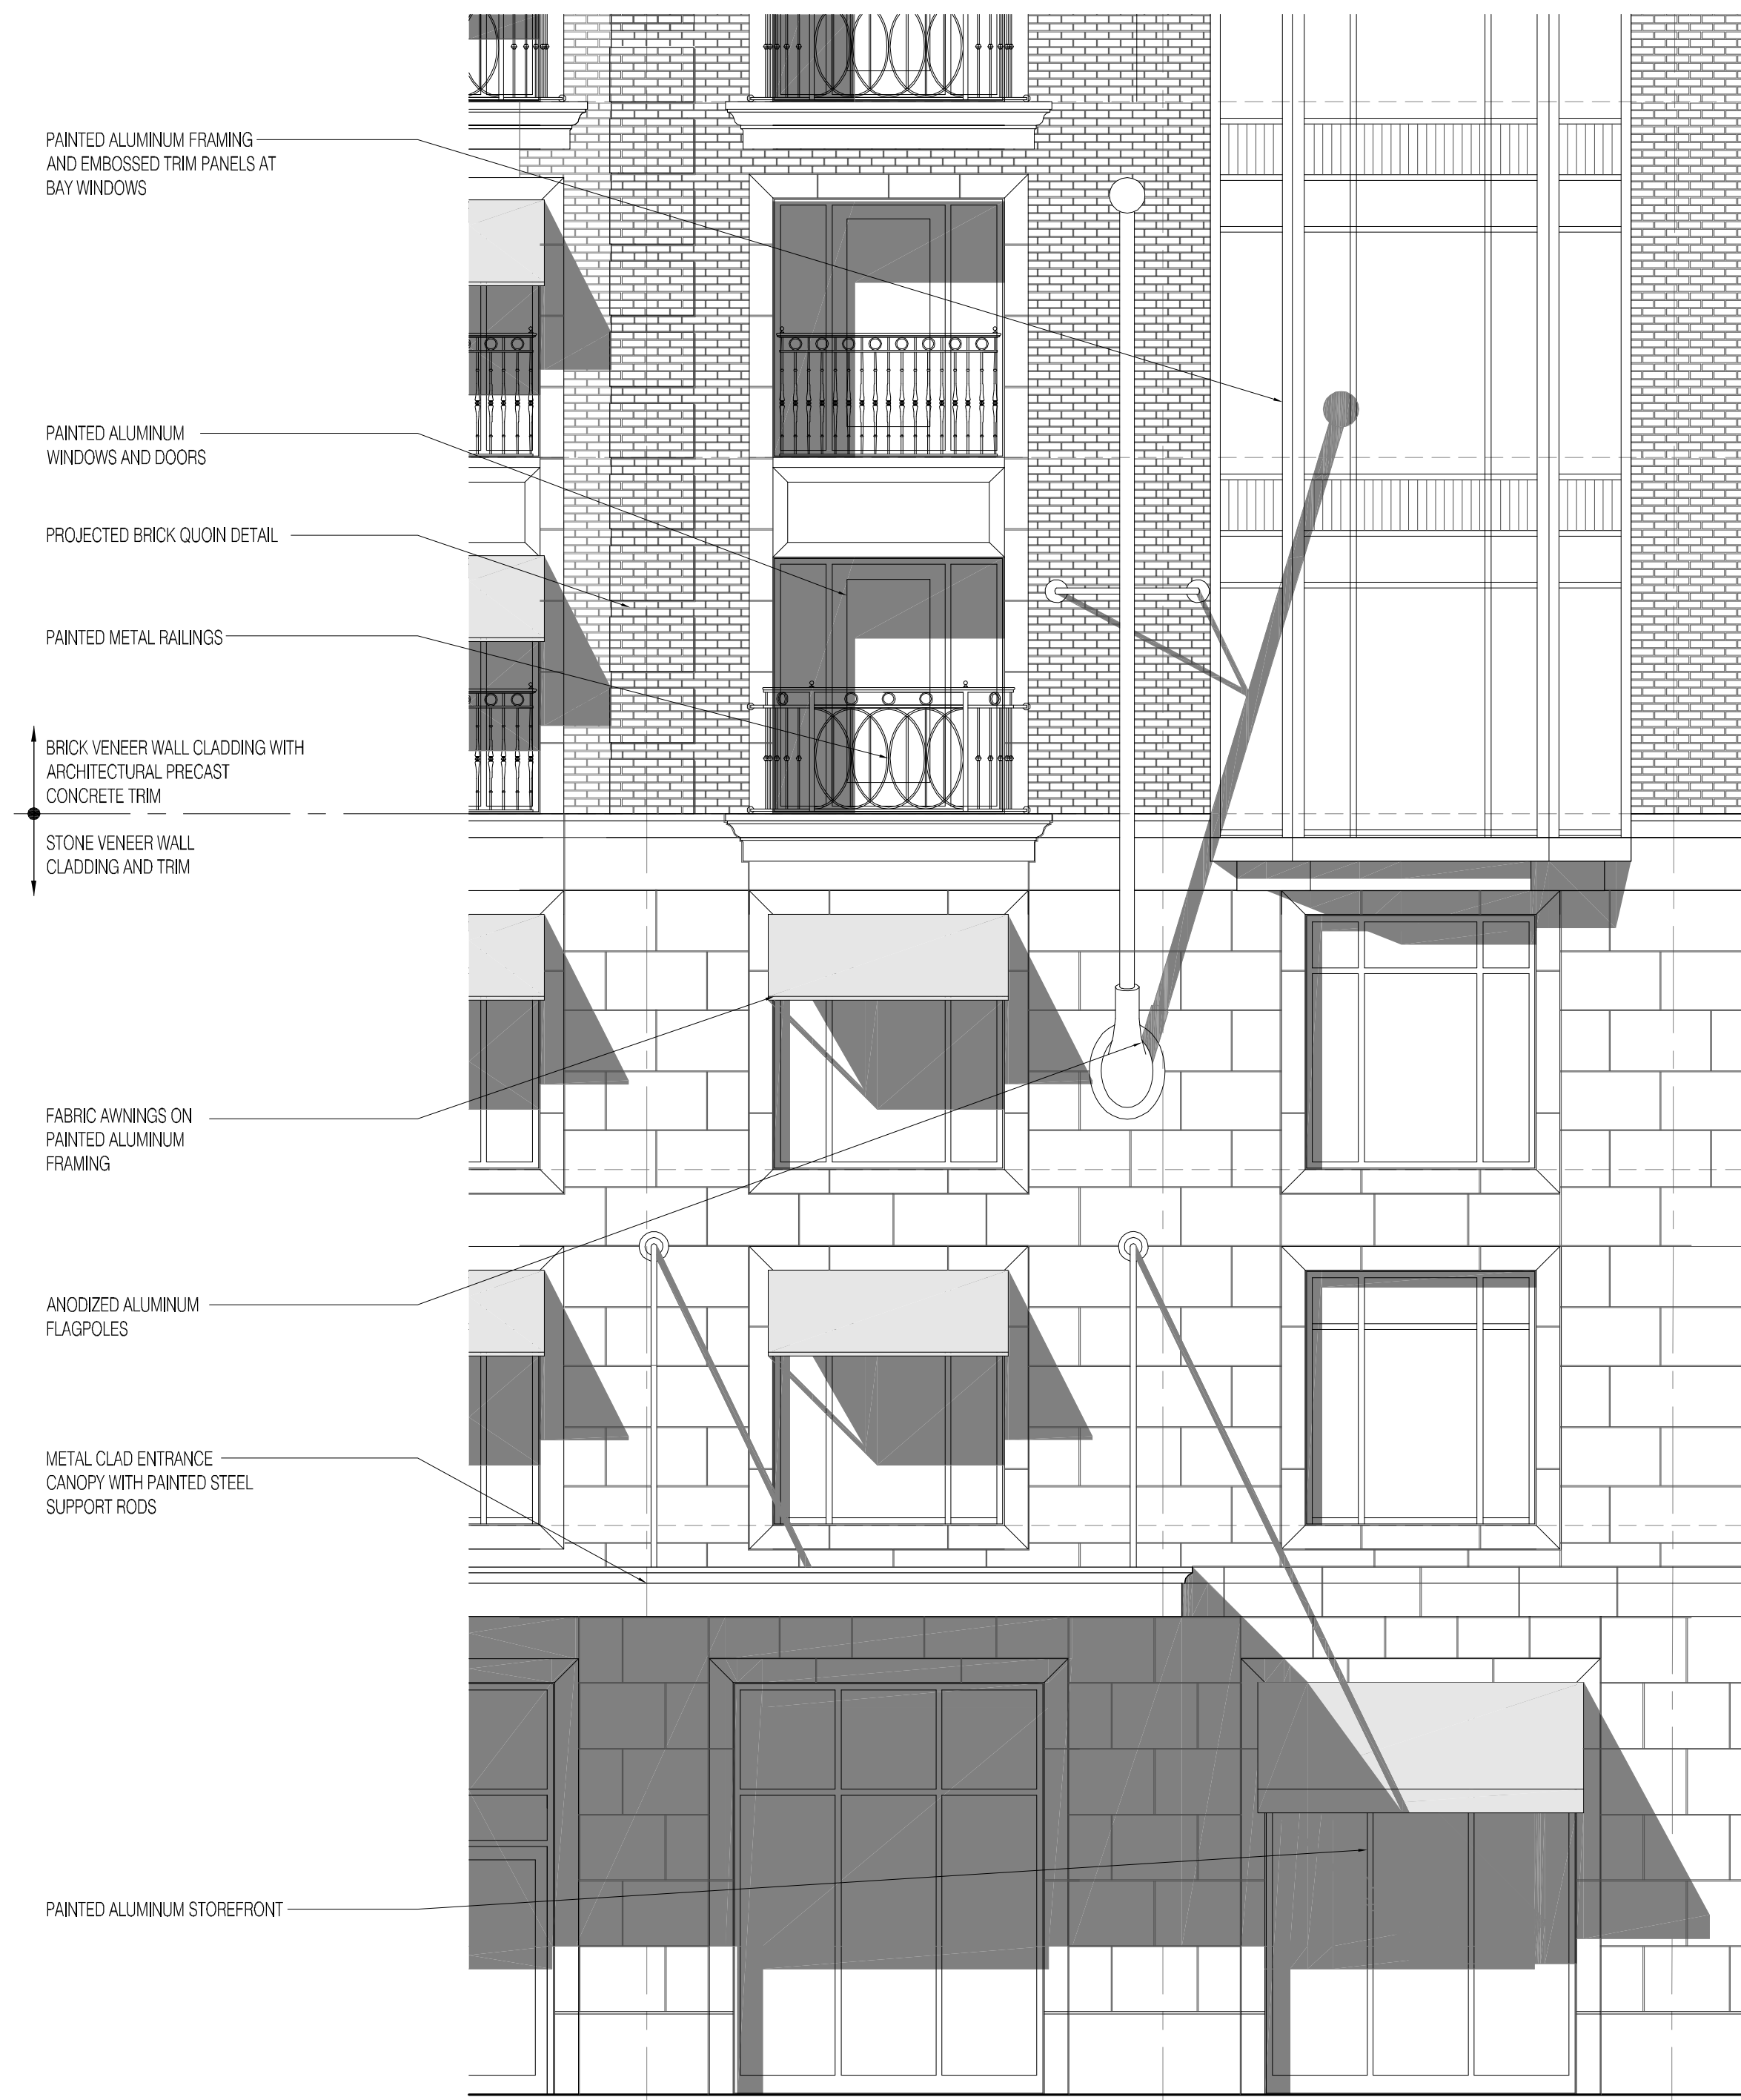 PAINTED ALUMINUM FRAMING
AND EMBOSSED TRIM PANELS AT
BAY WINDOWS
PAINTED ALUMINUM
WINDOWS AND DOORS
PROJECTED BRICK QUOIN DETAIL
PAINTED METAL RAILINGS
BRICK VENEER WALL CLADDING WITH
ARCHITECTURAL PRECAST
CONCRETE TRIM
STONE VENEER WALL
CLADDING AND TRIM
FABRIC AWNINGS ON
PAINTED ALUMINUM
FRAMING
ANODIZED ALUMINUM
FLAGPOLES
METAL CLAD ENTRANCE
CANOPY WITH PAINTED STEEL
SUPPORT RODS
PAINTED ALUMINUM STOREFRONT